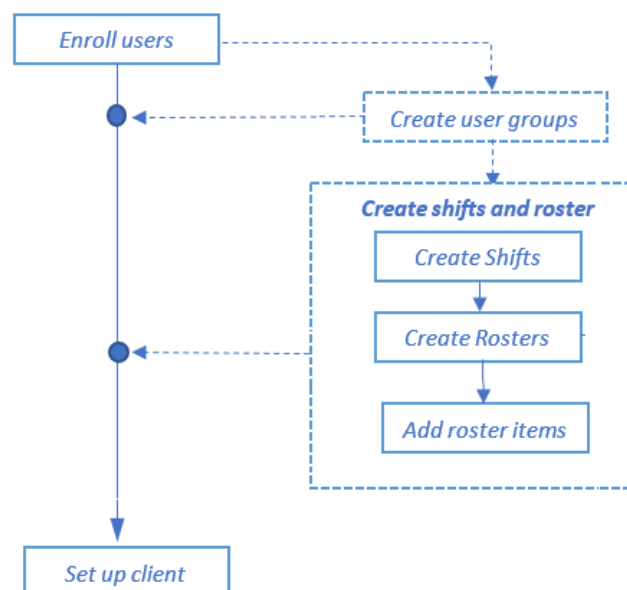 Enroll users
Create user groups
Create shifts and roster
Create Shifts
Create Rosters
Add roster items
Set up client